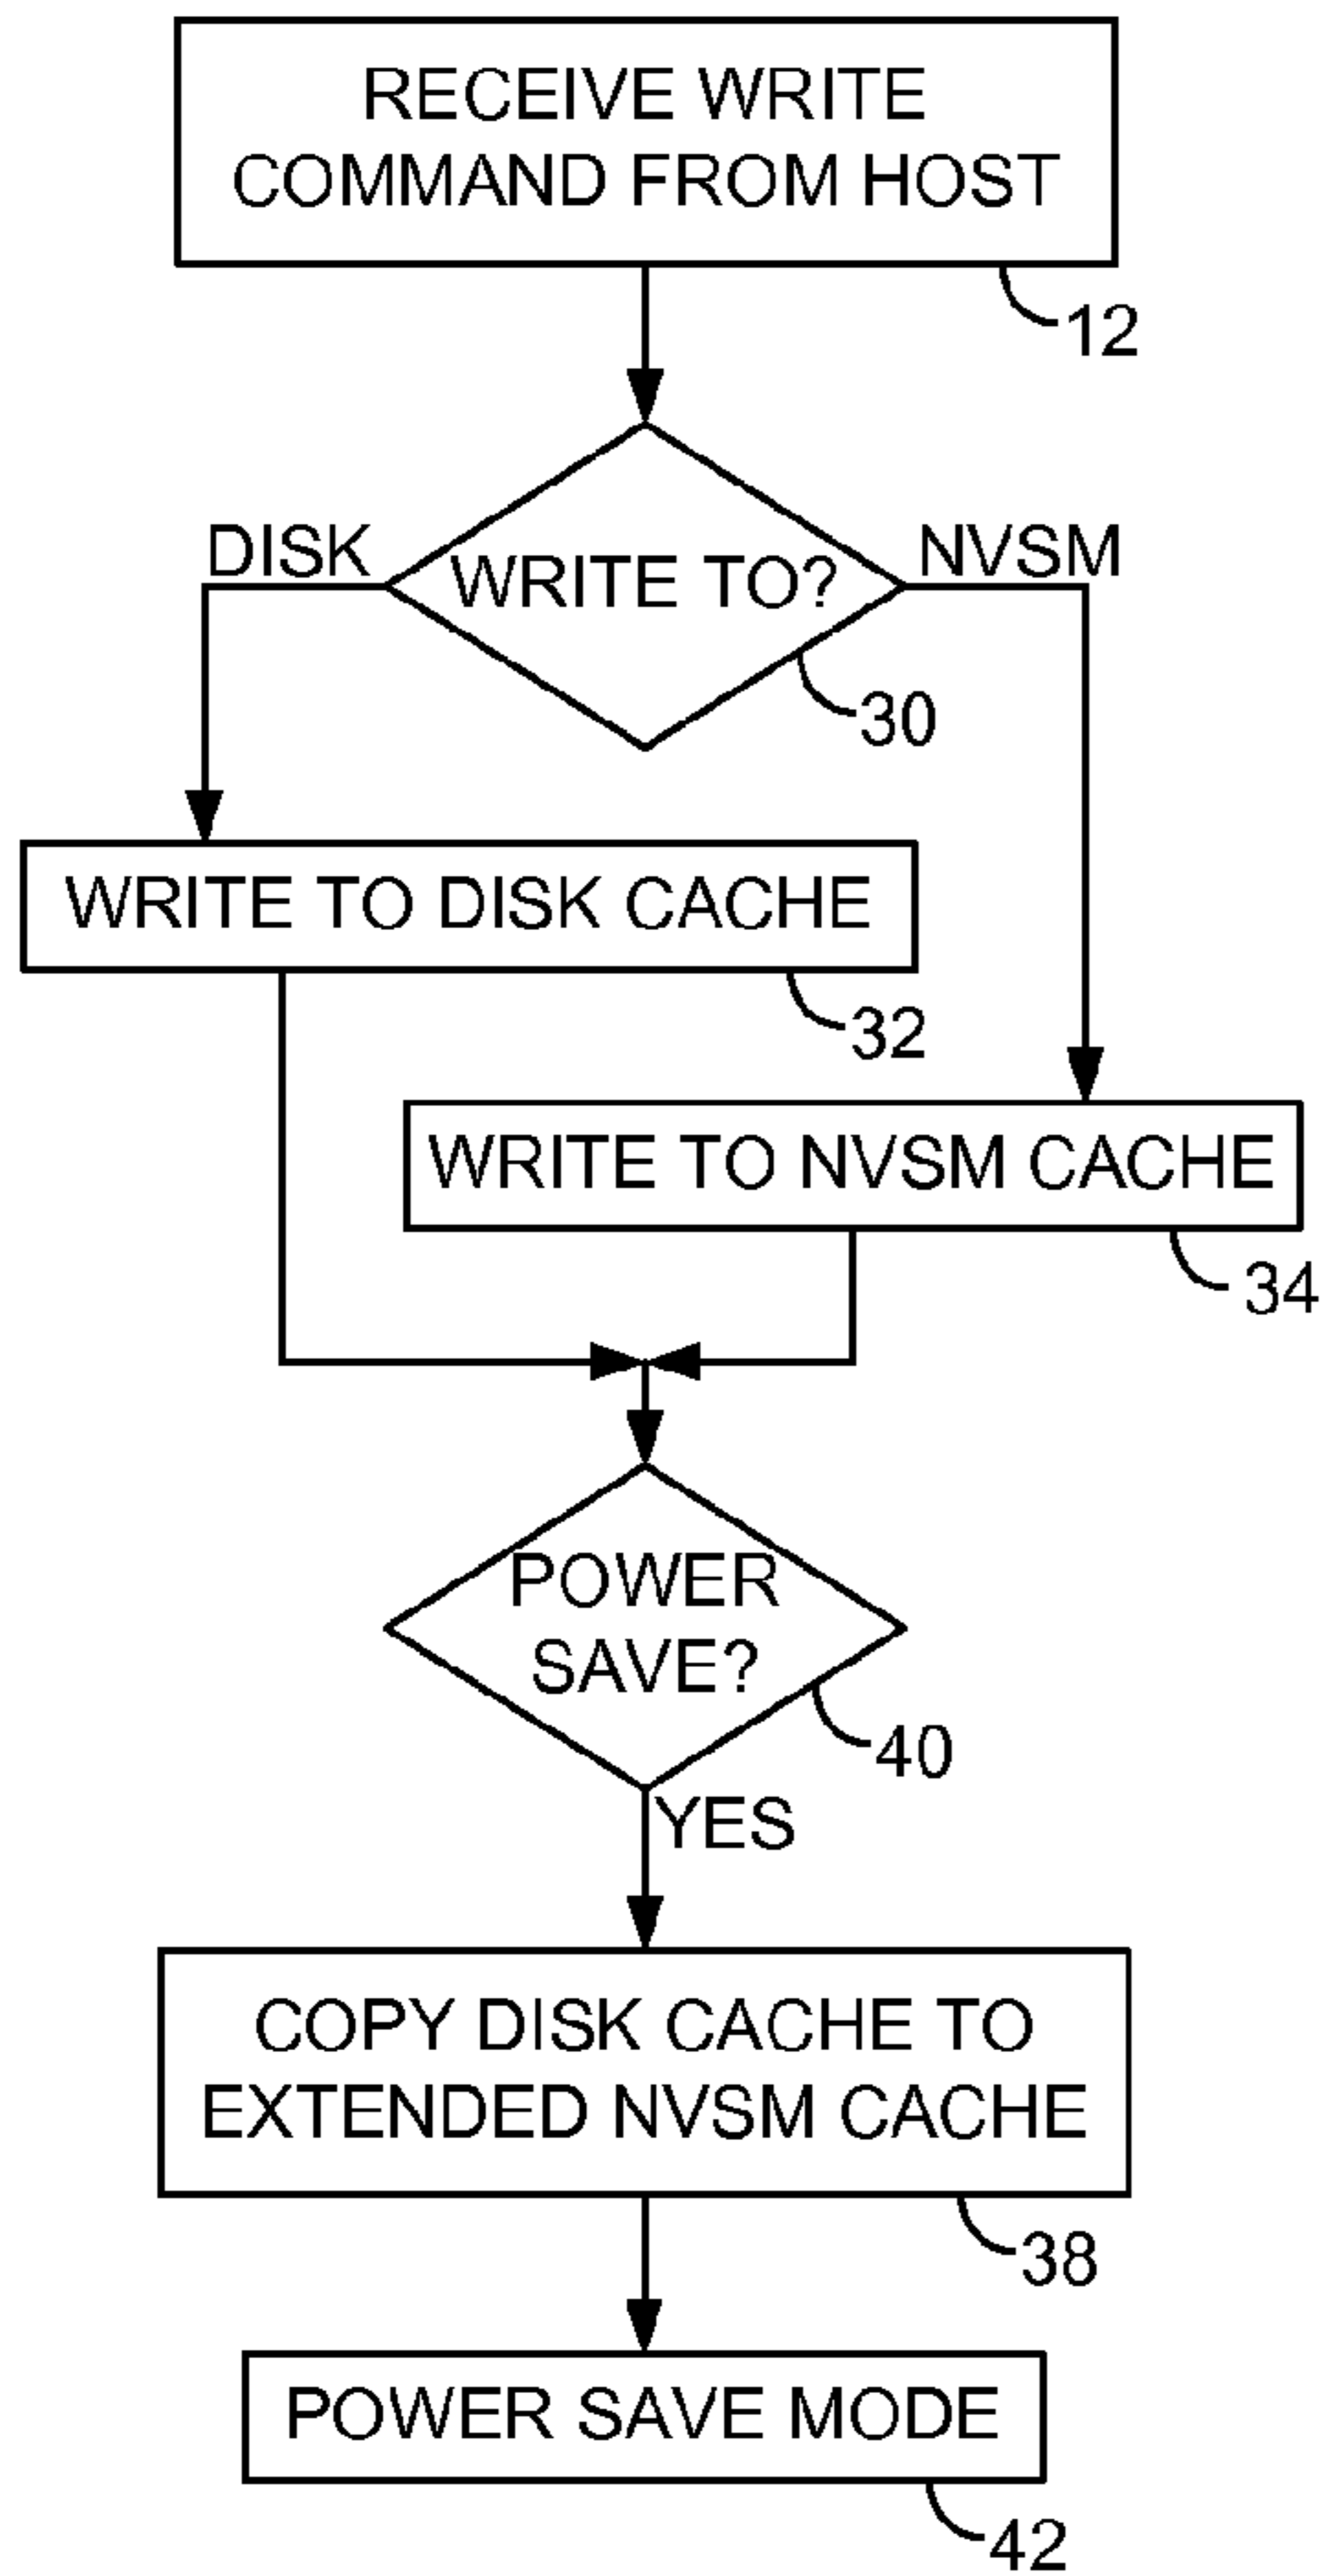 RECEIVE WRITE
COMMAND FROM HOST
12
DISK
WRITE TO?
NVSM
30
WRITE TO DISK CACHE
32
WRITE TO NVSM CACHE
34
POWER
SAVE?
40
YES
COPY DISK CACHE TO
EXTENDED NVSM CACHE
38
POWER SAVE MODE
42